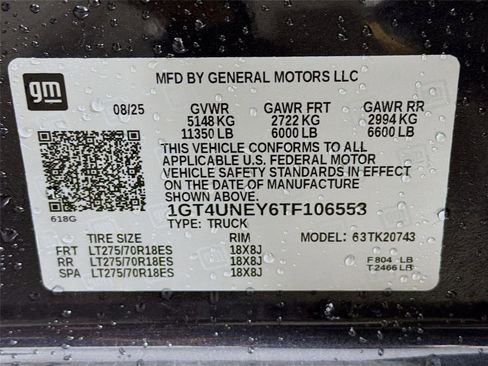 gm
MFD BY GENERAL MOTORS LLC
08/25 GVWR GAWR FRT GAWR RR
5148 KG 2722 KG 2994 KG
11350 LB 6000 LB 6600 LB
THIS VEHICLE CONFORMS TO ALL
APPLICABLE U.S. FEDERAL MOTOR
VEHICLE SAFETY STANDARDS IN EFFECT
ON THE DATE OF MANUFACTURE
SHOWN ABOVE.
618G
1GT4UNEY6TF106553
TYPE: TRUCK MODEL: 63TK20743
TIRE SIZE RIM
FRT LT275/70R18ES 18X8J
RR LT275/70R18ES 18X8J F 804 LB
SPA LT275/70R18ES 18X8J T 2466 LB